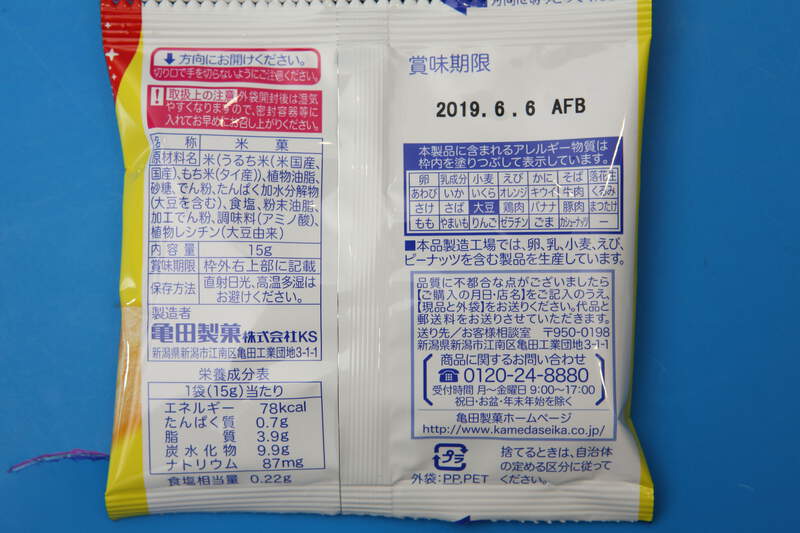 方向にお開けください。
切り口で手を切らないようにご注意ください。
取扱上の注意 外袋開封後は湿気
やすくなりますので、密封容器等に
入れてお早めにお召し上がりください。
名称 米菓
原材料名 米(うるち米(米国産、
国産)、もち米(タイ産))、植物油脂、
砂糖、でん粉、たんぱく加水分解物
(大豆を含む)、食塩、粉末油脂、
加工でん粉、調味料(アミノ酸)、
植物レシチン(大豆由来)
内容量 15g
賞味期限 枠外右上部に記載
保存方法 直射日光、高温多湿は
お避けください。
製造者
亀田製菓株式会社KS
新潟県新潟市江南区亀田工業団地3-1-1
栄養成分表
1袋(15g)当たり
エネルギー 78kcal
たんぱく質 0.7g
脂質 3.9g
炭水化物 9.9g
ナトリウム 87mg
食塩相当量 0.22g
賞味期限
2019.6.6 AFB
本製品に含まれるアレルギー物質は
枠内を塗りつぶして表示しています。
卵 乳成分 小麦 えび かに そば 落花生
あわび いか いくら オレンジ キウイ 牛肉 くるみ
さけ さば 大豆 鶏肉 バナナ 豚肉 まつたけ
もも やまいも りんご ゼラチン ごま カシューナッツ ー
■本品製造工場では、卵、乳、小麦、えび、
ピーナッツを含む製品を生産しています。
品質に不都合な点がございましたら
【ご購入の月日・店名】をご記入のうえ、
【現品と外袋】をお送りください。代品と
郵送料をお送りさせていただきます。
送り先/お客様相談室 〒950-0198
新潟県新潟市江南区亀田工業団地3-1-1
商品に関するお問い合わせ
0120-24-8880
受付時間 月~金曜日 9:00~17:00
祝日・お盆・年末年始を除く
亀田製菓ホームページ
http://www.kamedaseika.co.jp/
プラ
外袋:PP,PET
捨てるときは、自治体
の定める区分に従って
ください。